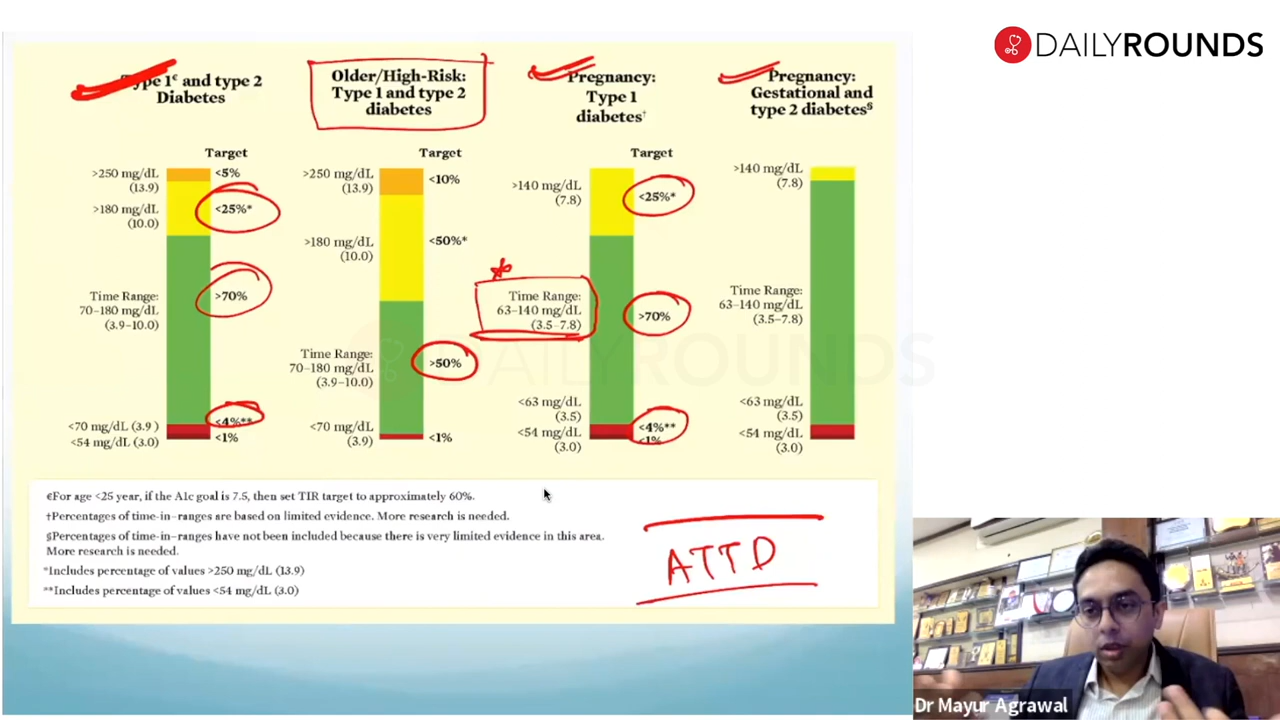 DAILYROUNDS
Type 1€ and type 2
Diabetes
Target
>250 mg/dL
(13.9)
<5%
>180 mg/dL
(10.0)
<25%*
Time Range:
70–180 mg/dL
(3.9–10.0)
>70%
<70 mg/dL (3.9 )
<4%**
<54 mg/dL (3.0)
<1%
Older/High-Risk:
Type 1 and type 2
diabetes
Target
>250 mg/dL
(13.9)
<10%
>180 mg/dL
(10.0)
<50%*
Time Range:
70–180 mg/dL
(3.9–10.0)
>50%
<70 mg/dL
(3.9)
<1%
Pregnancy:
Type 1
diabetes†
Target
>140 mg/dL
(7.8)
<25%*
Time Range:
63–140 mg/dL
(3.5–7.8)
>70%
<63 mg/dL
(3.5)
<4%**
<54 mg/dL
(3.0)
<1%
Pregnancy:
Gestational and
type 2 diabetes§
>140 mg/dL
(7.8)
Time Range:
63–140 mg/dL
(3.5–7.8)
<63 mg/dL
(3.5)
<54 mg/dL
(3.0)
DAILYROUNDS
€For age <25 year, if the A1c goal is 7.5, then set TIR target to approximately 60%.
†Percentages of time-in–ranges are based on limited evidence. More research is needed.
§Percentages of time-in–ranges have not been included because there is very limited evidence in this area.
More research is needed.
*Includes percentage of values >250 mg/dL (13.9)
**Includes percentage of values <54 mg/dL (3.0)
ATTD
Dr Mayur Agrawal